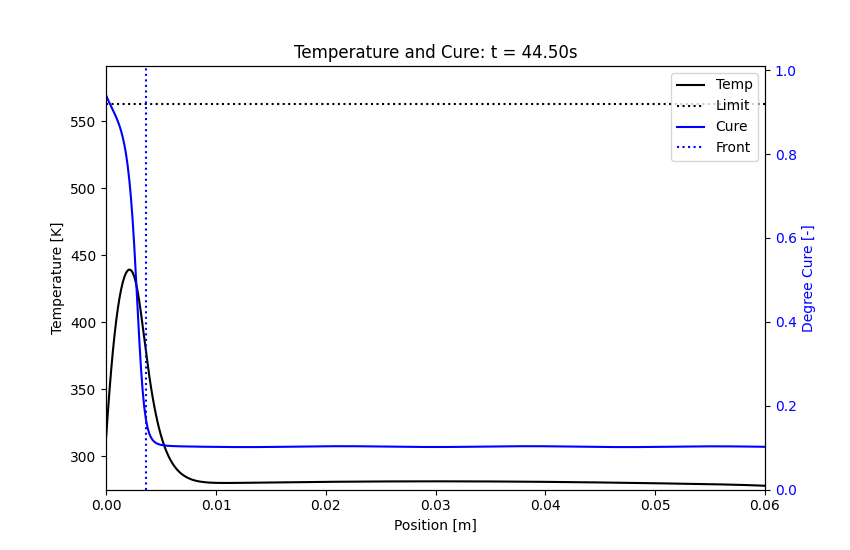 Temperature and Cure: t = 44.50s
Temp
Limit
Cure
Front
Temperature [K]
550
500
450
400
350
300
1.0
0.8
0.6
0.4
0.2
0.0
Degree Cure [-]
0.00
0.01
0.02
0.03
0.04
0.05
0.06
Position [m]